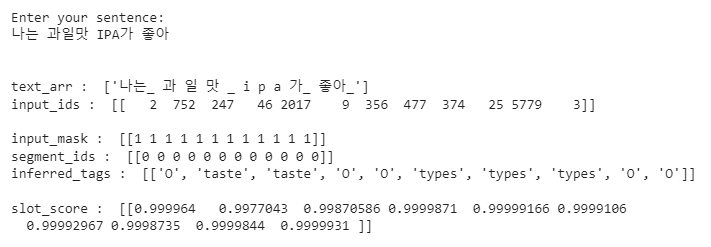 Enter your sentence:
나는 과일맛 IPA가 좋아
text_arr :  ['나는_ 과 일 맛 _ i p a 가_ 좋아_']
input_ids :  [[   2  752  247   46 2017    9  356  477  374   25 5779    3]]
input_mask :  [[1 1 1 1 1 1 1 1 1 1 1 1]]
segment_ids :  [[0 0 0 0 0 0 0 0 0 0 0 0]]
inferred_tags :  [['O', 'taste', 'taste', 'O', 'O', 'types', 'types', 'types', 'O', 'O']]
slot_score :  [[0.999964   0.9977043  0.99870586 0.9999871  0.99999166 0.9999106
  0.99992967 0.9998735  0.9999844  0.9999931 ]]